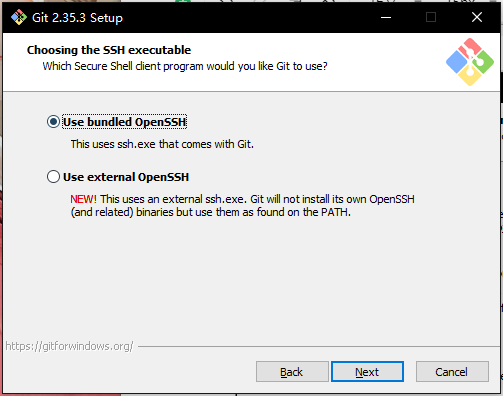 Git 2.35.3 Setup
Choosing the SSH executable
Which Secure Shell client program would you like Git to use?
Use bundled OpenSSH
This uses ssh.exe that comes with Git.
Use external OpenSSH
NEW! This uses an external ssh.exe. Git will not install its own OpenSSH
(and related) binaries but use them as found on the PATH.
https://gitforwindows.org/
Back Next Cancel